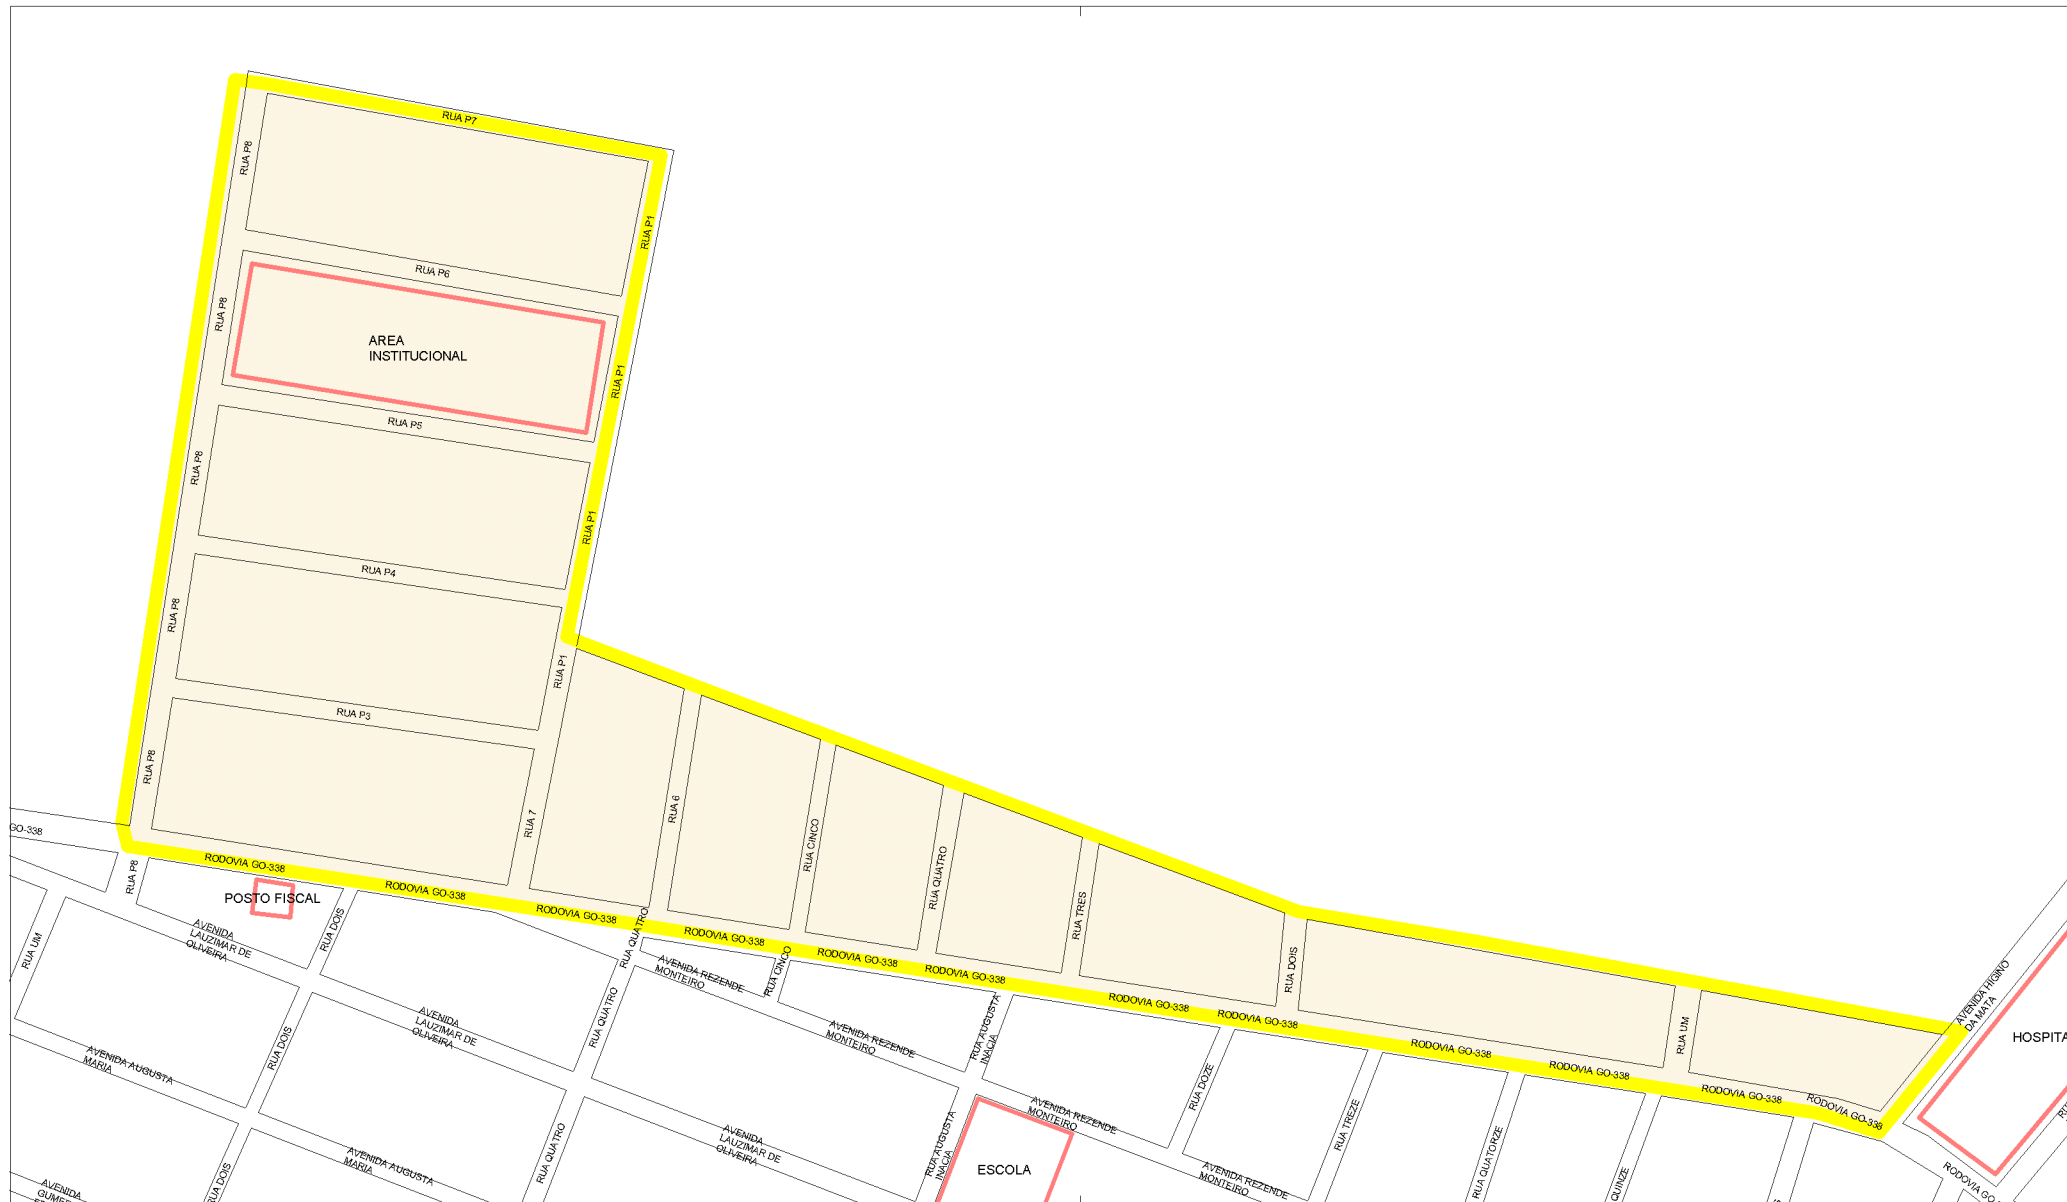 RUA P7
RUA P8
RUA P1
RUA P6
RUA P8
AREA
INSTITUCIONAL
RUA P1
RUA P5
RUA P8
RUA P1
RUA P4
RUA P8
RUA P1
RUA P3
RUA P8
RUA 7
RUA 6
RUA CINCO
RUA QUATRO
RUA TRES
RUA DOIS
RUA UM
GO-338
RODOVIA GO-338
RODOVIA GO-338
RODOVIA GO-338
RODOVIA GO-338
RODOVIA GO-338
RODOVIA GO-338
RODOVIA GO-338
RODOVIA GO-338
RODOVIA GO-338
RODOVIA GO-338
RODOVIA GO-338
RODOVIA GO-338
AVENIDA HIGINO
DA MATA
HOSPITA
RUA P8
POSTO FISCAL
RUA UM
AVENIDA
LAUZIMAR DE
OLIVEIRA
RUA DOIS
RUA QUATRO
AVENIDA REZENDE
MONTEIRO
RUA CINCO
AVENIDA REZENDE
MONTEIRO
RUA AUGUSTA
INACIA
RUA DOIS
AVENIDA
LAUZIMAR DE
OLIVEIRA
RUA QUATRO
AVENIDA AUGUSTA
MARIA
RUA DOZE
RUA TREZE
RUA QUATORZE
QUINZE
AVENIDA REZENDE
MONTEIRO
RUA AUGUSTA
INACIA
ESCOLA
AVENIDA
LAUZIMAR DE
OLIVEIRA
RUA QUATRO
AVENIDA AUGUSTA
MARIA
RUA DOIS
AVENIDA
AVENIDA REZENDE
MONTEIRO
RODOVIA GO-